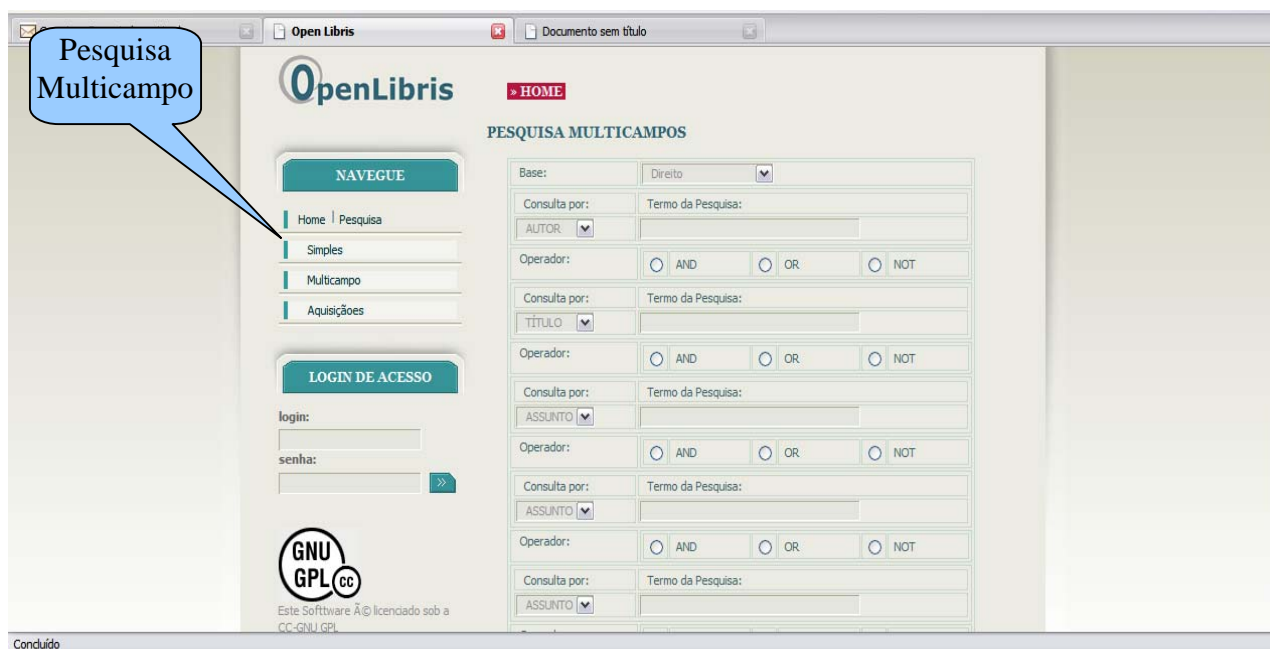 Open Libris
Documento sem título
Pesquisa
Multicampo
OpenLibris
» HOME
PESQUISA MULTICAMPOS
NAVEGUE
Home | Pesquisa
Simples
Multicampo
Aquisiçãoes
LOGIN DE ACESSO
login:
senha:
»
GNU
GPL cc
Este Softtware Ã© licenciado sob a
CC-GNU GPL
Base: Direito
Consulta por: Termo da Pesquisa:
AUTOR
Operador: AND OR NOT
Consulta por: Termo da Pesquisa:
TÍTULO
Operador: AND OR NOT
Consulta por: Termo da Pesquisa:
ASSUNTO
Operador: AND OR NOT
Consulta por: Termo da Pesquisa:
ASSUNTO
Operador: AND OR NOT
Consulta por: Termo da Pesquisa:
ASSUNTO
Concluído